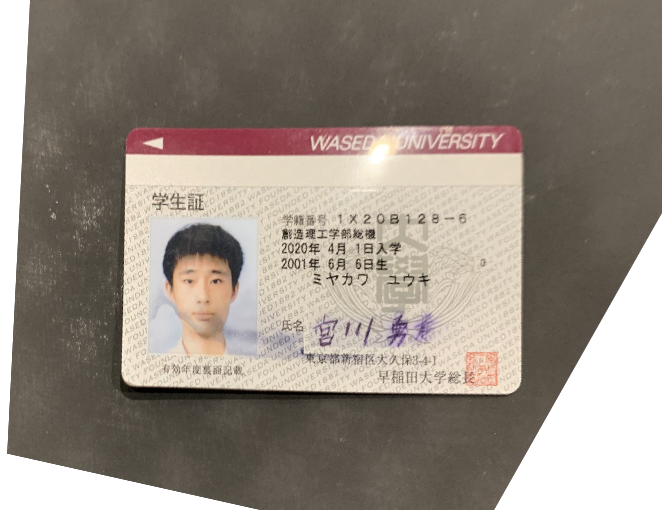 WASEDA UNIVERSITY
学生証
学籍番号 1X20B128-6
創造理工学部総機
2020年 4月 1日入学
2001年 6月 6日生
ミヤカワ ユウキ
氏名 宮川 勇
東京都新宿区大久保3-4-1
早稲田大学総長
有効年度裏面記載